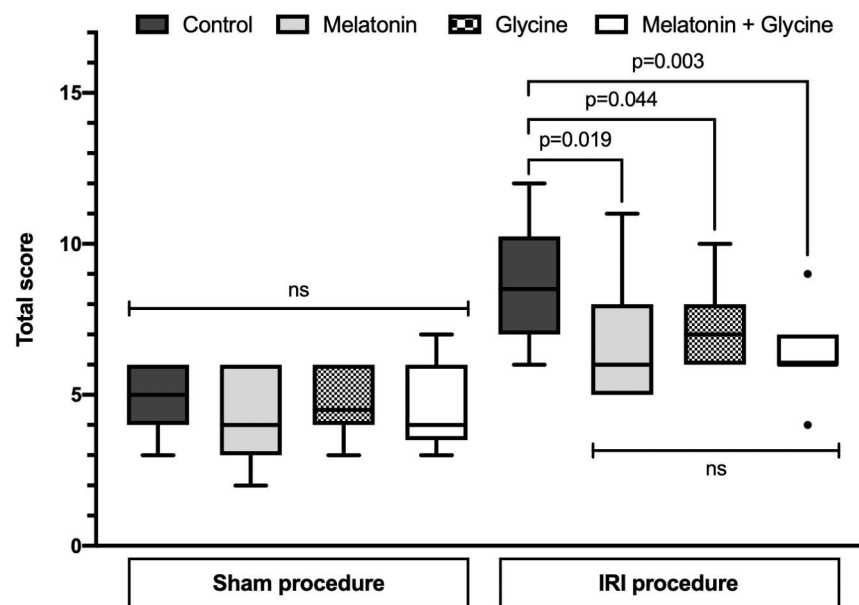 Control Melatonin Glycine Melatonin + Glycine
p=0.003
15
p=0.044
p=0.019
10
ns
Total score
5
ns
0
Sham procedure IRI procedure